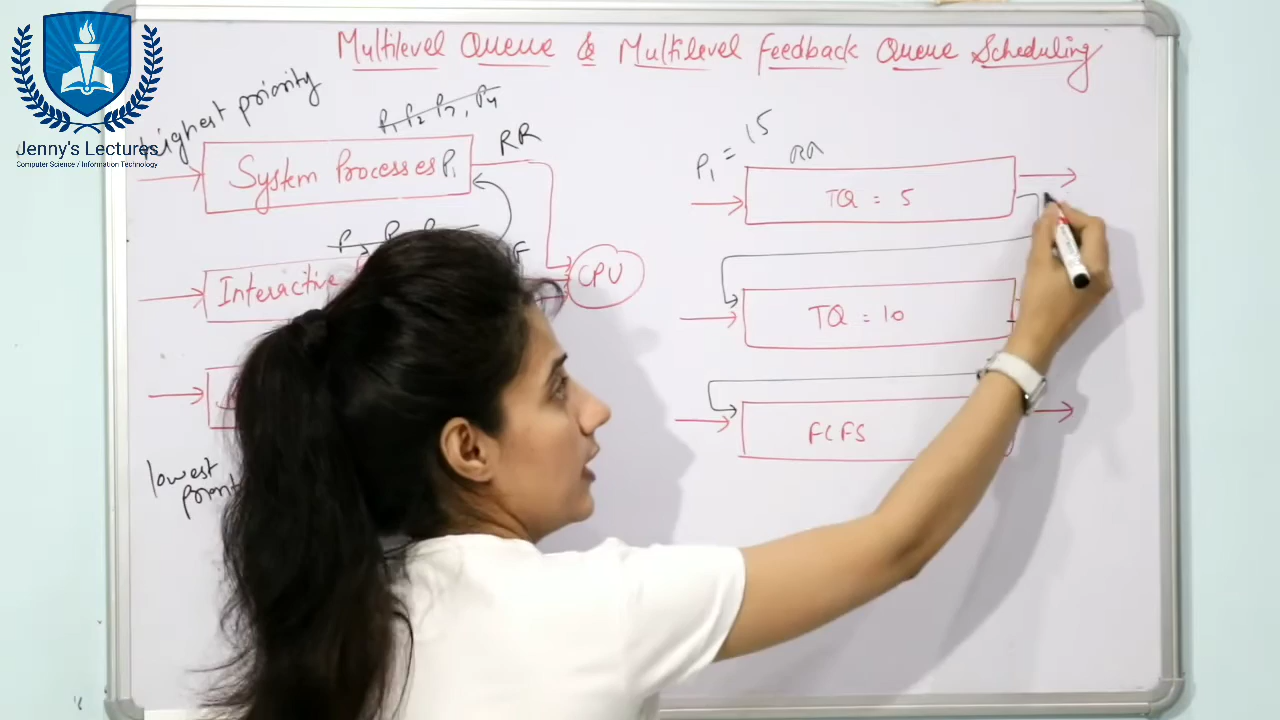 Multilevel Queue & Multilevel Feedback Queue Scheduling
Jenny's Lectures
Computer Science / Information Technology
Highest priority
P1 P2 P3, P4
System Processes P1
RR
Interactive
CPU
lowest
P1 = 15
RR
TQ = 5
TQ = 10
FCFS